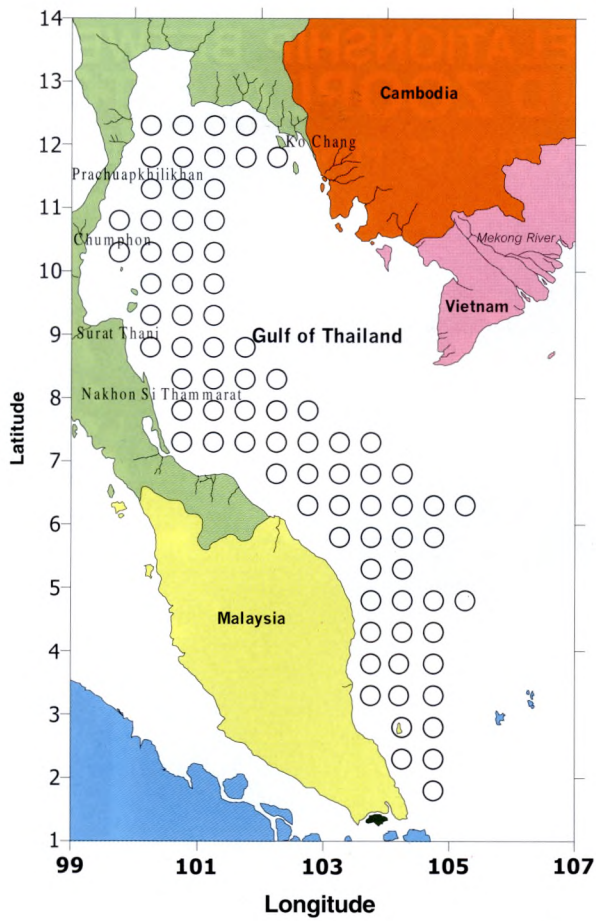 14
13
Cambodia
12
Ko Chang
Prachuapkhilikhan
11
Chumphon
Mekong River
10
Vietnam
9
Surat Thani
Gulf of Thailand
8
Nakhon Si Thammarat
Latitude
7
6
5
Malaysia
4
3
2
1
99
101
103
105
107
Longitude